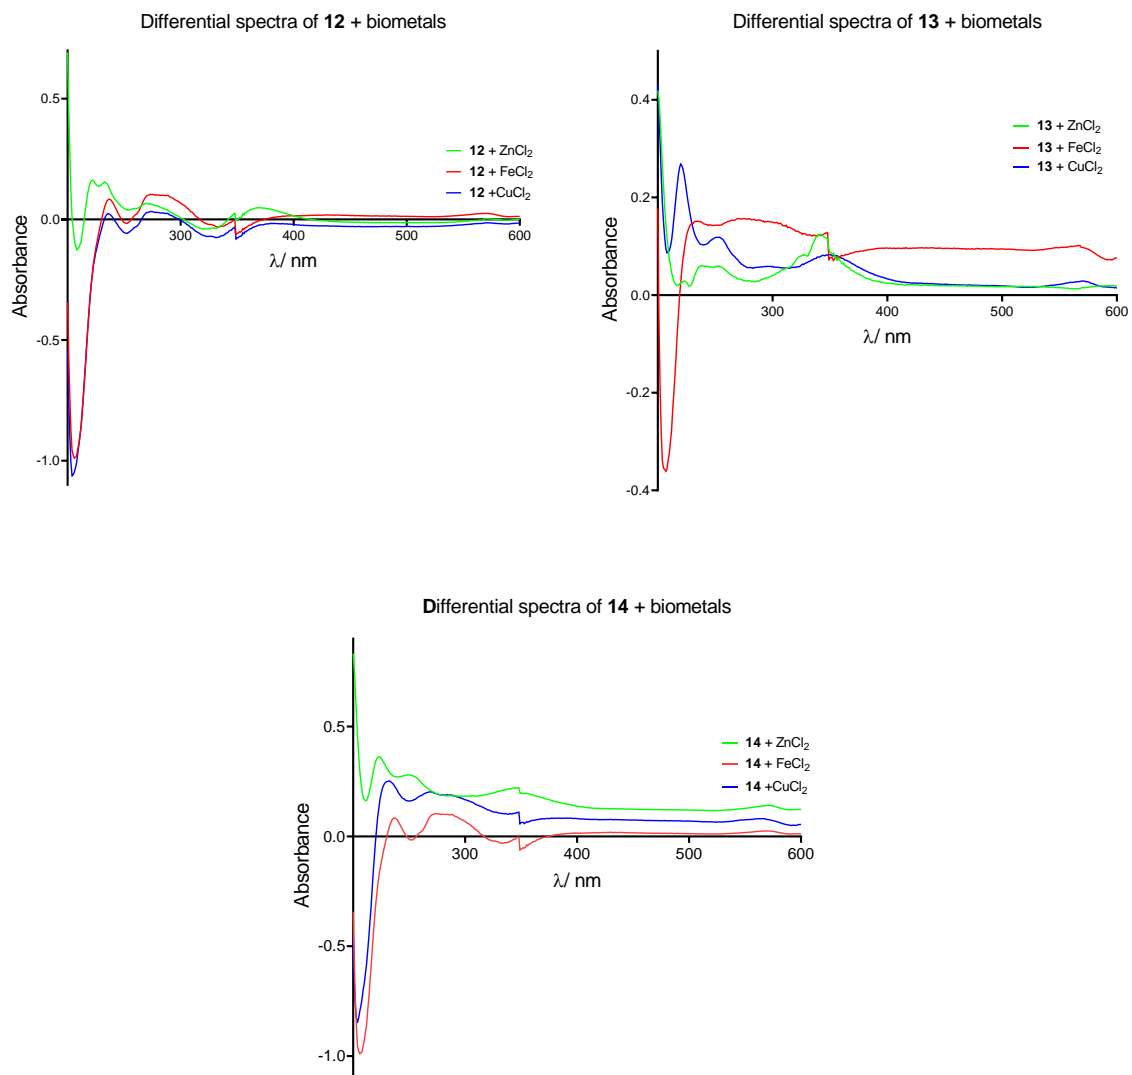 Differential spectra of 12 + biometals
0.5
0.0
-0.5
-1.0
300
400
500
600
λ/ nm
Absorbance
12 + ZnCl₂
12 + FeCl₂
12 +CuCl₂
Differential spectra of 13 + biometals
0.4
0.2
0.0
-0.2
-0.4
300
400
500
600
λ/ nm
Absorbance
13 + ZnCl₂
13 + FeCl₂
13 + CuCl₂
Differential spectra of 14 + biometals
0.5
0.0
-0.5
-1.0
300
400
500
600
λ/ nm
Absorbance
14 + ZnCl₂
14 + FeCl₂
14 +CuCl₂